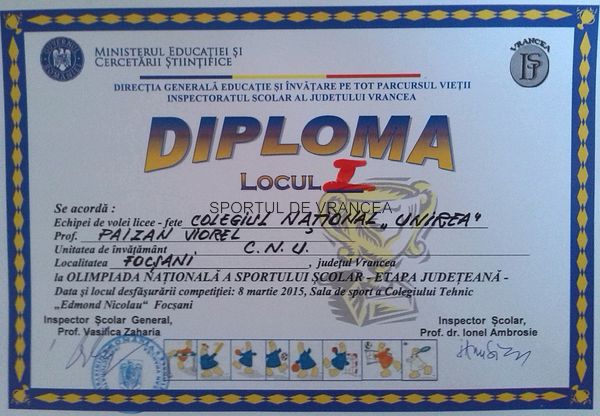 MINISTERUL EDUCAȚIEI ȘI
CERCETĂRII ȘTIINȚIFICE
VRANCEA
IȘJ
DIRECȚIA GENERALĂ EDUCAȚIE ȘI ÎNVĂȚARE PE TOT PARCURSUL VIEȚII
INSPECTORATUL ȘCOLAR AL JUDEȚULUI VRANCEA
DIPLOMA
LOCUL I
SPORTUL DE VRANCEA
Se acordă :
Echipei de volei licee - fete COLEGIUL NAȚIONAL „UNIREA"
Prof. PAIZAN VIOREL
Unitatea de învățământ C.N.U.
Localitatea FOCȘANI, județul Vrancea
la OLIMPIADA NAȚIONALĂ A SPORTULUI ȘCOLAR - ETAPA JUDEȚEANĂ -
Data și locul desfășurării competiției: 8 martie 2015, Sala de sport a Colegiului Tehnic
„Edmond Nicolau" Focșani
Inspector Școlar General,
Prof. Vasilica Zaharia
Inspector Școlar,
Prof. dr. Ionel Ambrosie